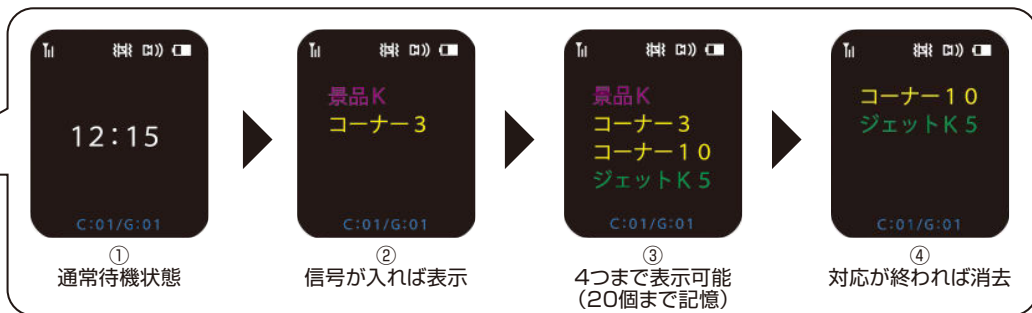 12:15
C:01/G:01
①
通常待機状態
景品K
コーナー3
C:01/G:01
②
信号が入れば表示
景品K
コーナー3
コーナー10
ジェットK5
C:01/G:01
③
4つまで表示可能
(20個まで記憶)
コーナー10
ジェットK5
C:01/G:01
④
対応が終われば消去